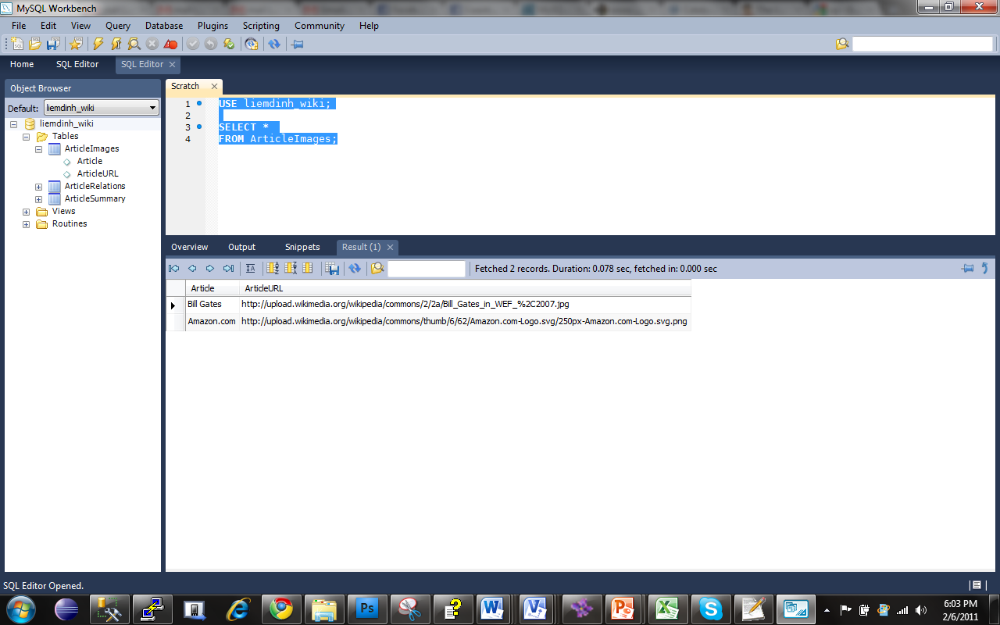 MySQL Workbench
File Edit View Query Database Plugins Scripting Community Help
Home SQL Editor SQL Editor
Object Browser
Default: liemdinh_wiki
liemdinh_wiki
Tables
ArticleImages
Article
ArticleURL
ArticleRelations
ArticleSummary
Views
Routines
Scratch
1 USE liemdinh_wiki;
2
3 SELECT *
4 FROM ArticleImages;
Overview Output Snippets Result (1)
Fetched 2 records. Duration: 0.078 sec, fetched in: 0.000 sec
Article ArticleURL
Bill Gates http://upload.wikimedia.org/wikipedia/commons/2/2a/Bill_Gates_in_WEF_%2C2007.jpg
Amazon.com http://upload.wikimedia.org/wikipedia/commons/thumb/6/62/Amazon.com-Logo.svg/250px-Amazon.com-Logo.svg.png
SQL Editor Opened.
Ps
6:03 PM
2/6/2011